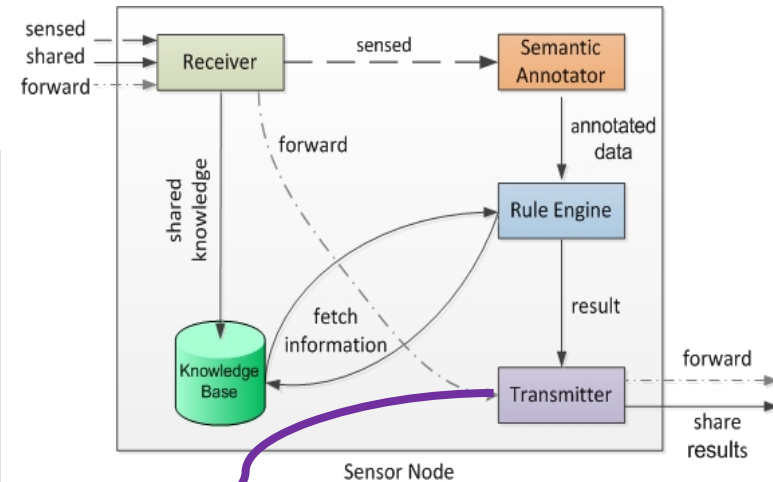 sensed
shared
forward
Receiver
sensed
Semantic
Annotator
forward
annotated
data
shared
knowledge
Rule Engine
fetch
information
result
Knowledge
Base
Transmitter
forward
share
results
Sensor Node